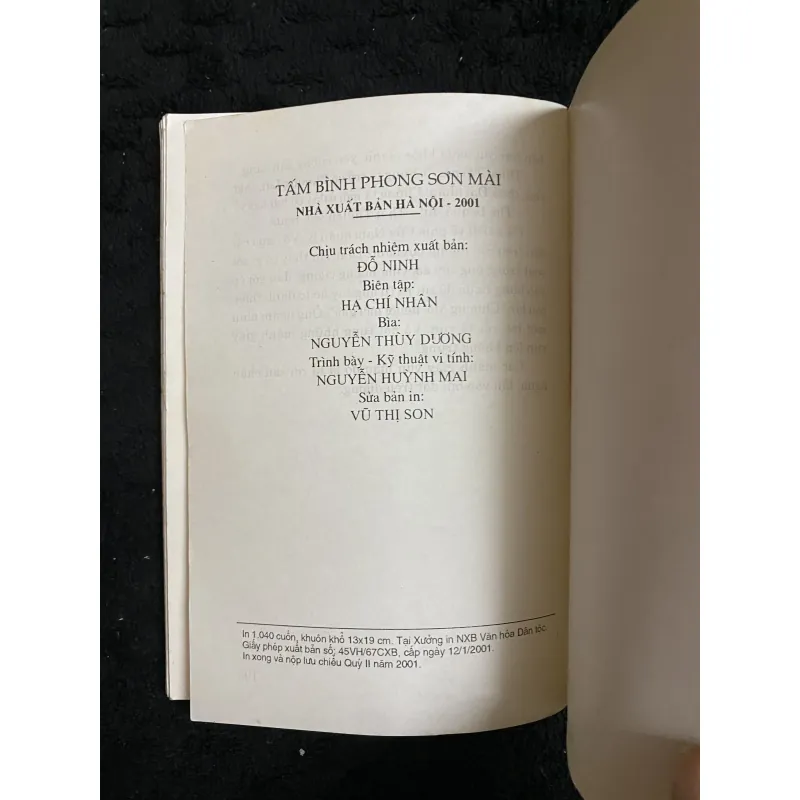 TẤM BÌNH PHONG SƠN MÀI
NHÀ XUẤT BẢN HÀ NỘI - 2001
Chịu trách nhiệm xuất bản:
ĐỖ NINH
Biên tập:
HẠ CHÍ NHÂN
Bìa:
NGUYỄN THÙY DƯƠNG
Trình bày - Kỹ thuật vi tính:
NGUYỄN HUỲNH MAI
Sửa bản in:
VŨ THỊ SON
In 1.040 cuốn, khuôn khổ 13x19 cm. Tại Xưởng in NXB Văn hóa Dân tộc.
Giấy phép xuất bản số; 45VH/67CXB, cấp ngày 12/1/2001.
In xong và nộp lưu chiểu Quý II năm 2001.